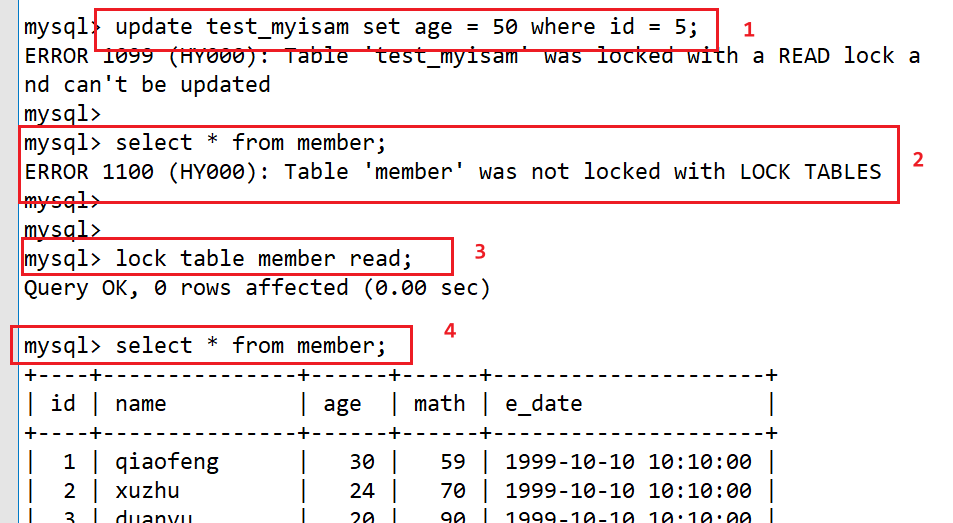 mysql> update test_myisam set age = 50 where id = 5; 1
ERROR 1099 (HY000): Table 'test_myisam' was locked with a READ lock a
nd can't be updated
mysql>
mysql> select * from member;
ERROR 1100 (HY000): Table 'member' was not locked with LOCK TABLES 2
mysql>
mysql>
mysql> lock table member read; 3
Query OK, 0 rows affected (0.00 sec)
mysql> select * from member; 4
+----+---------------+------+------+---------------------+
| id | name | age | math | e_date |
+----+---------------+------+------+---------------------+
| 1 | qiaofeng | 30 | 59 | 1999-10-10 10:10:00 |
| 2 | xuzhu | 24 | 70 | 1999-10-10 10:10:00 |
| 3 | duanyu | 20 | 90 | 1999-10-10 10:10:00 |